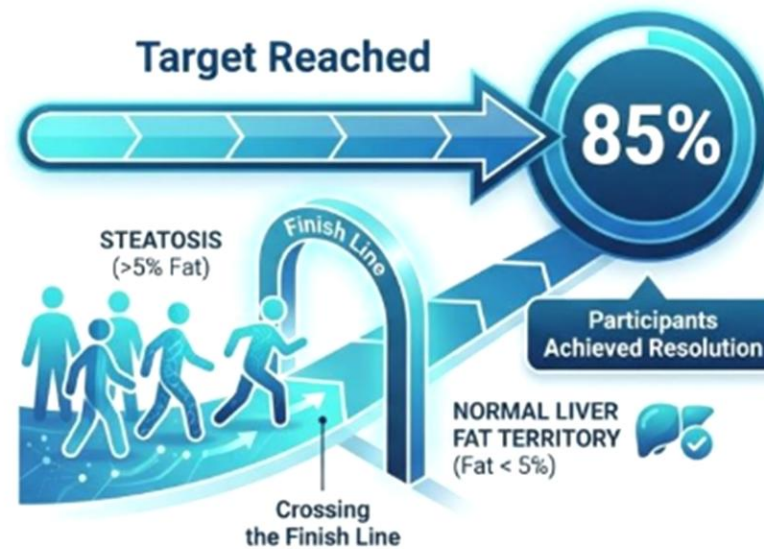 Target Reached
85%
STEATOSIS
(>5% Fat)
Finish Line
Participants
Achieved Resolution
NORMAL LIVER
FAT TERRITORY
(Fat < 5%)
Crossing
the Finish Line